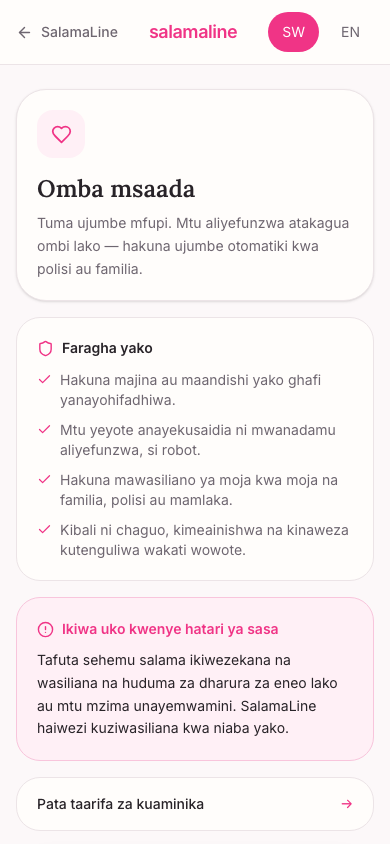 SalamaLine
salamaline
SW
EN
Omba msaada
Tuma ujumbe mfupi. Mtu aliyefunzwa atakagua
ombi lako — hakuna ujumbe otomatiki kwa
polisi au familia.
Faragha yako
Hakuna majina au maandishi yako ghafi
yanayohifadhiwa.
Mtu yeyote anayekusaidia ni mwanadamu
aliyefunzwa, si robot.
Hakuna mawasiliano ya moja kwa moja na
familia, polisi au mamlaka.
Kibali ni chaguo, kimeainishwa na kinaweza
kutenguliwa wakati wowote.
Ikiwa uko kwenye hatari ya sasa
Tafuta sehemu salama ikiwezekana na
wasiliana na huduma za dharura za eneo lako
au mtu mzima unayemwamini. SalamaLine
haiwezi kuziwasiliana kwa niaba yako.
Pata taarifa za kuaminika